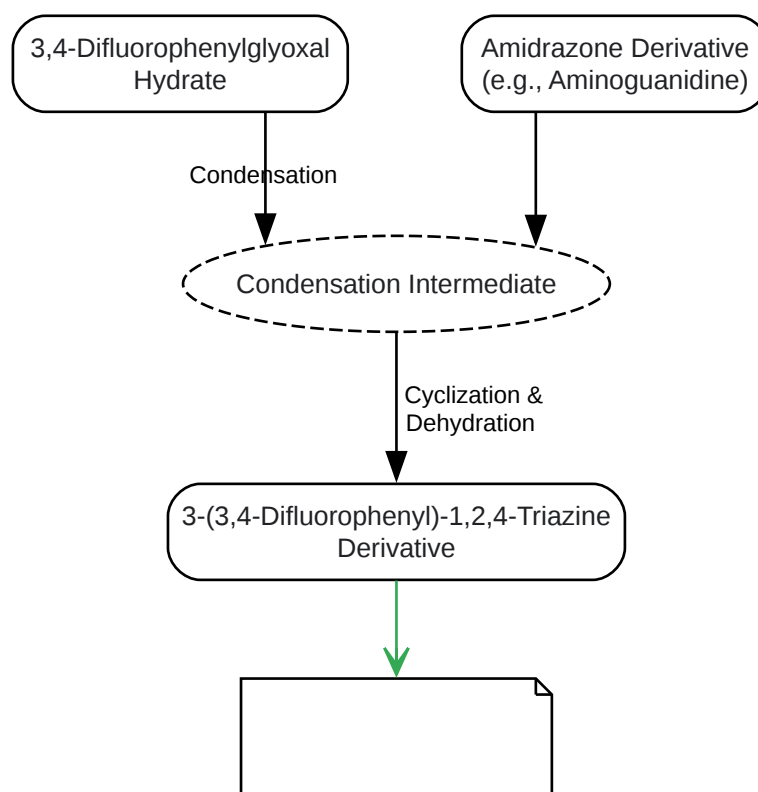 3,4-Difluorophenylglyoxal
Hydrate
Amidrazone Derivative
(e.g., Aminoguanidine)
Condensation
Condensation Intermediate
Cyclization &
Dehydration
3-(3,4-Difluorophenyl)-1,2,4-Triazine
Derivative